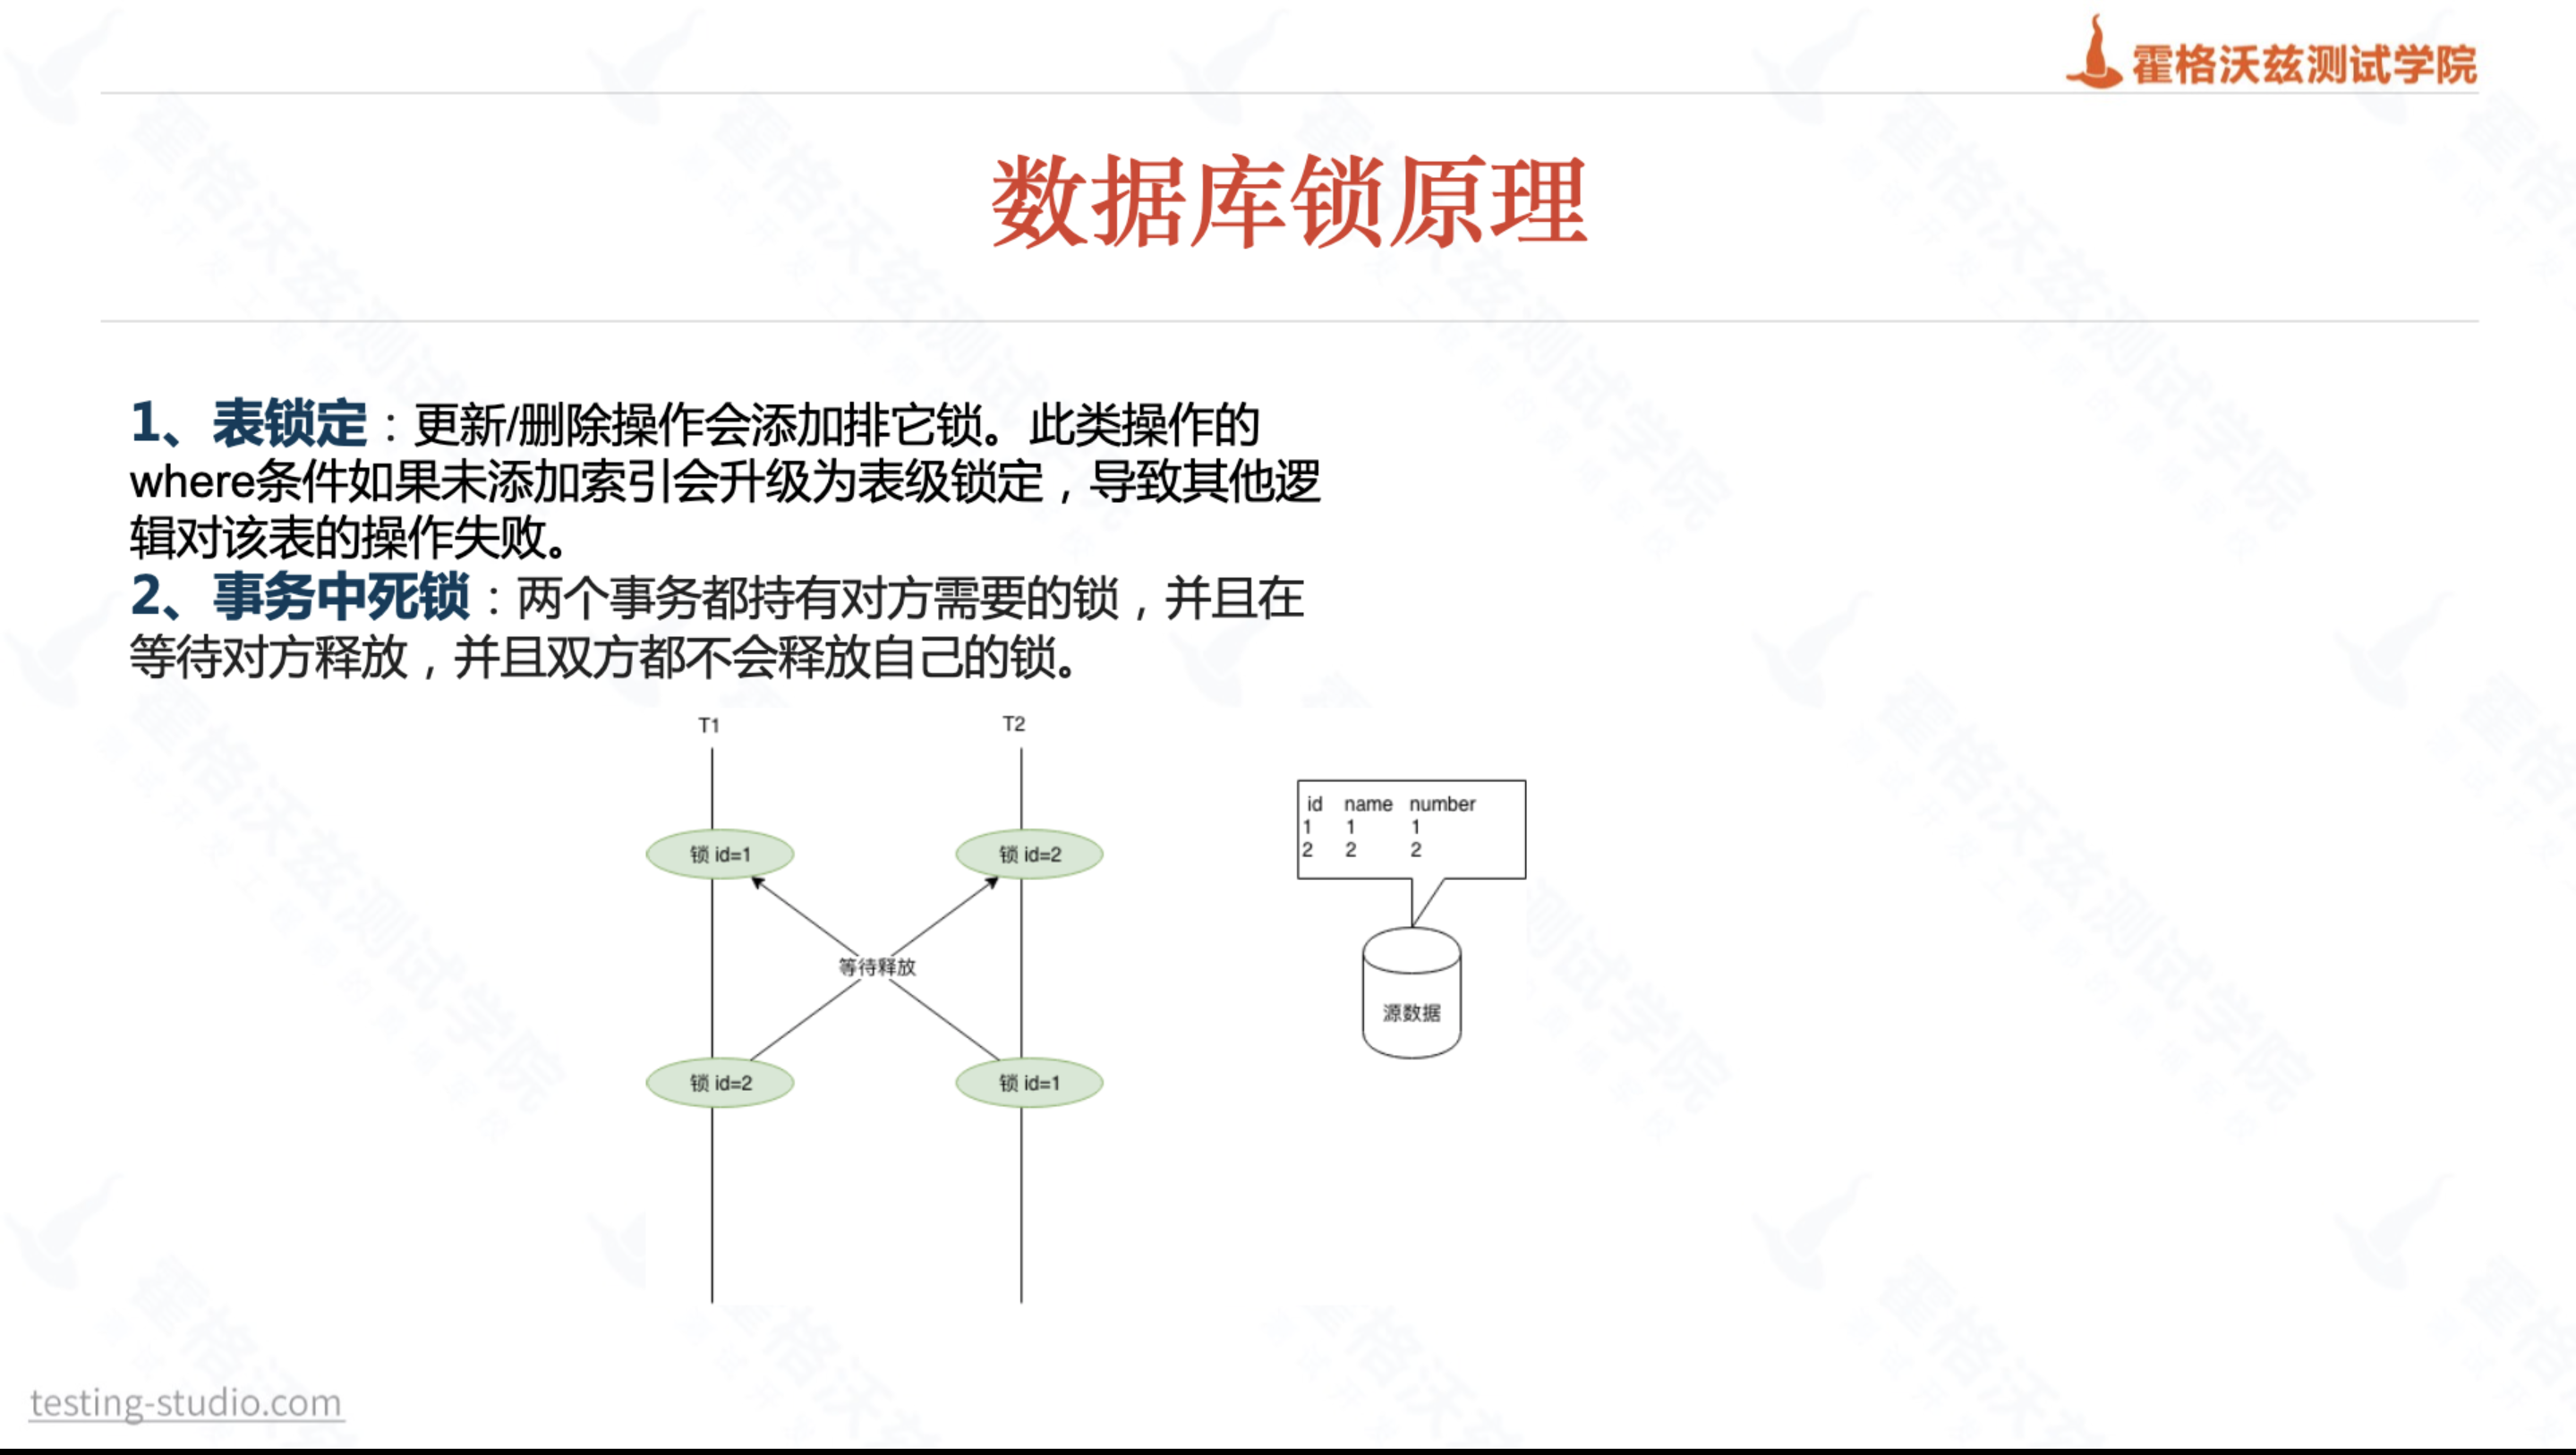 霍格沃兹测试学院
数据库锁原理
1、表锁定：更新/删除操作会添加排它锁。此类操作的
where条件如果未添加索引会升级为表级锁定，导致其他逻
辑对该表的操作失败。
2、事务中死锁：两个事务都持有对方需要的锁，并且在
等待对方释放，并且双方都不会释放自己的锁。
T1 T2
id name number
1 1 1
2 2 2
锁 id=1 锁 id=2
等待释放
源数据
锁 id=2 锁 id=1
testing-studio.com